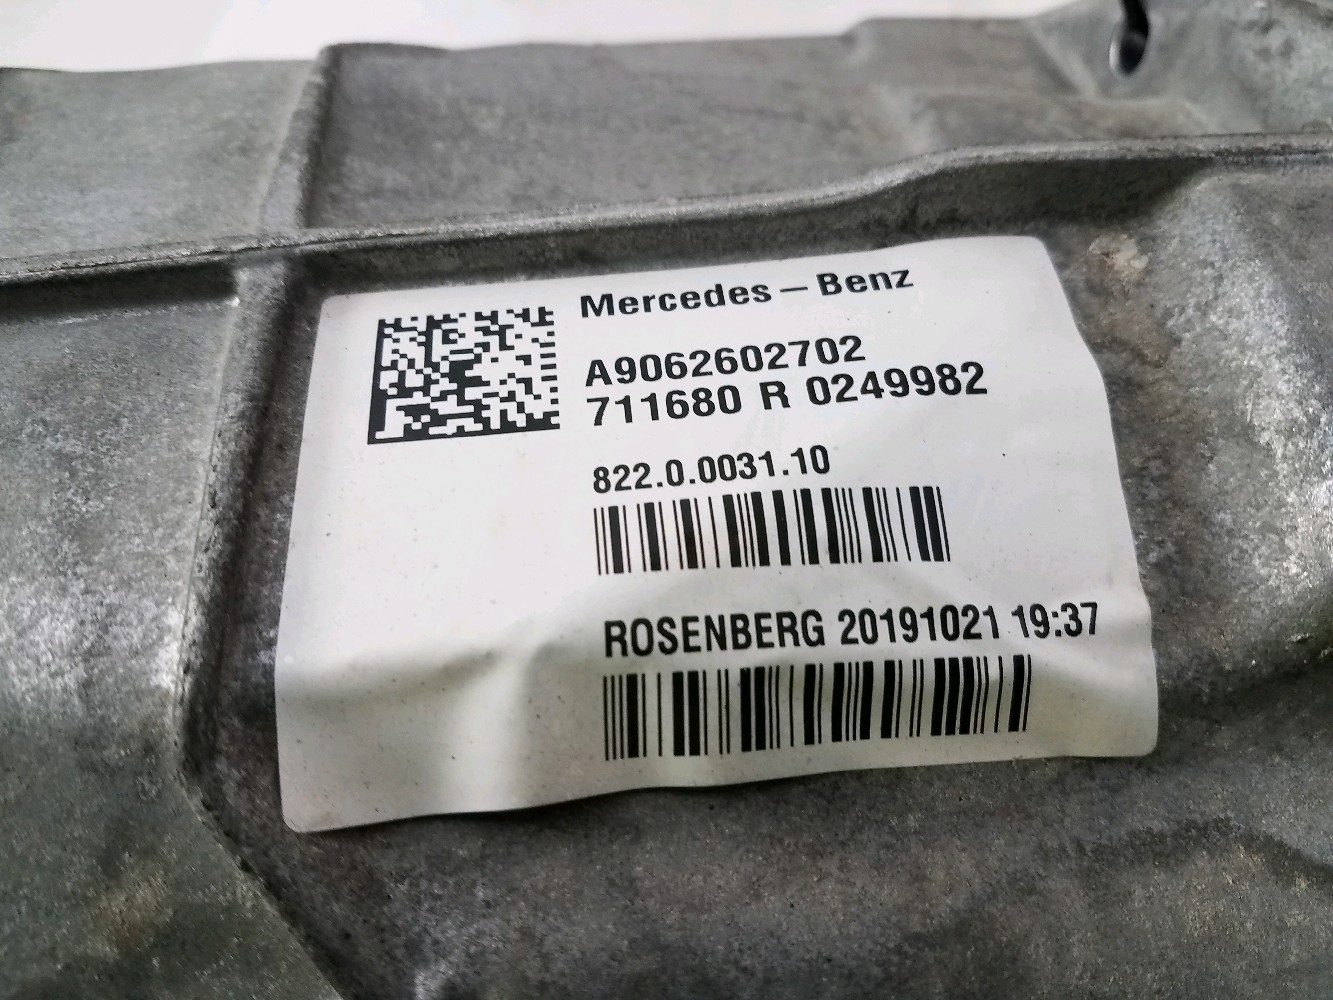 Mercedes – Benz
A9062602702
711680 R 0249982
822.0.0031.10
ROSENBERG 20191021 19:37